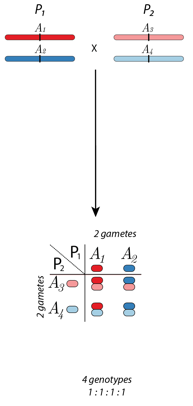 P1 P2
A1 A3
X
A2 A4
2 gametes
P1 A1 A2
P2
2 gametes
A3
A4
4 genotypes
1 : 1 : 1 : 1